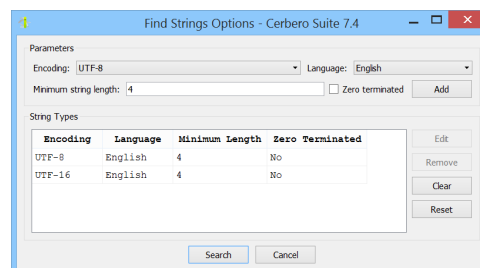 Find Strings Options - Cerbero Suite 7.4
Parameters
Encoding: UTF-8 Language: English
Minimum string length: 4 Zero terminated Add
String Types
Encoding Language Minimum Length Zero Terminated Edit
UTF-8 English 4 No Remove
UTF-16 English 4 No
Clear
Reset
Search Cancel